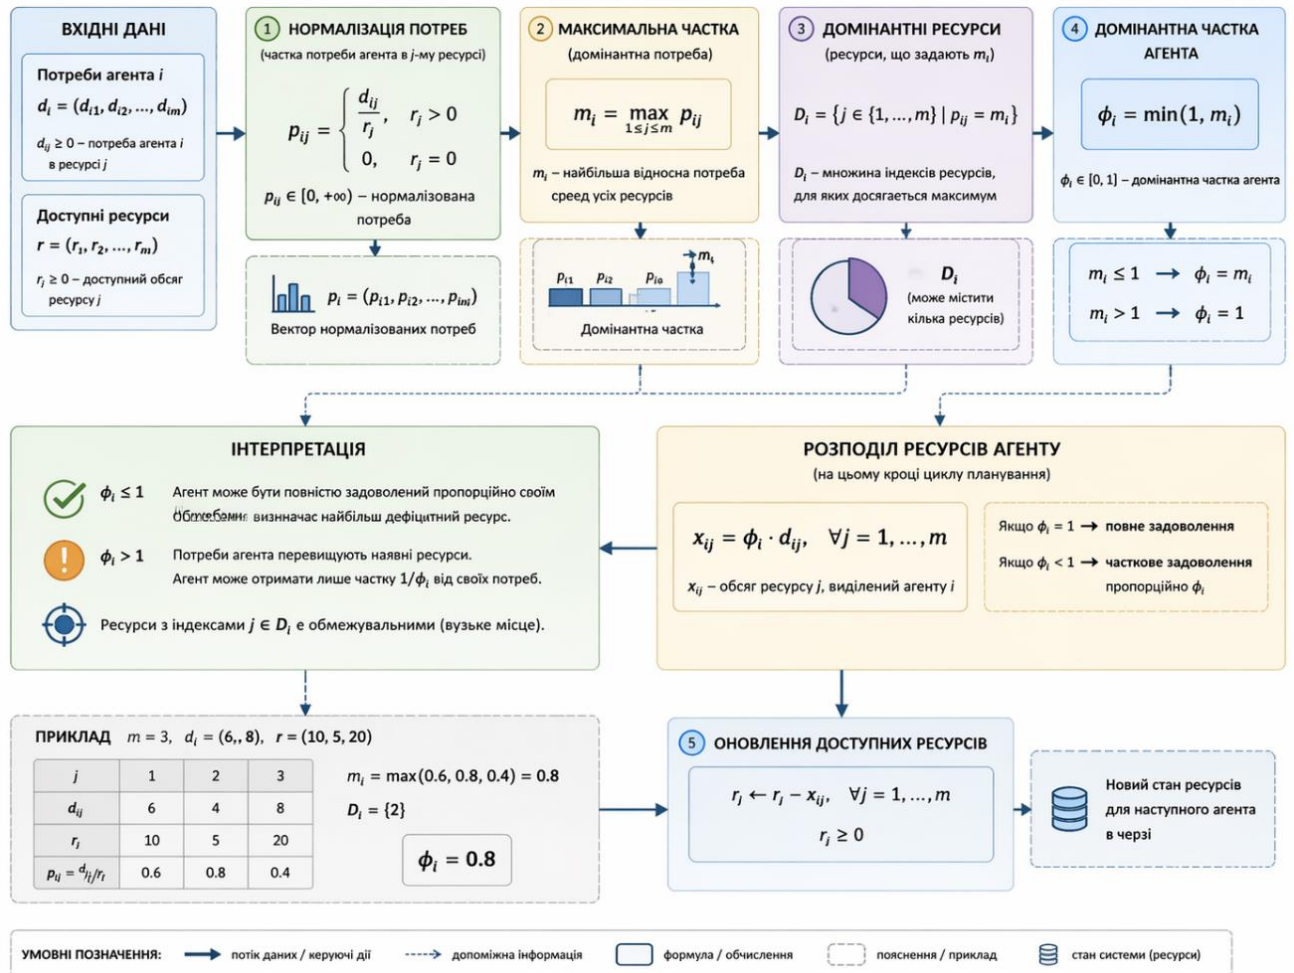 ВХІДНІ ДАНІ
Потреби агента i
dᵢ = (dᵢ₁, dᵢ₂, ..., dᵢₘ)
dᵢⱼ ≥ 0 – потреба агента i
в ресурсі j
Доступні ресурси
r = (r₁, r₂, ..., rₘ)
rⱼ ≥ 0 – доступний обсяг
ресурсу j
1 НОРМАЛІЗАЦІЯ ПОТРЕБ
(частка потреби агента в j-му ресурсі)
pᵢⱼ = { dᵢⱼ / rⱼ, rⱼ > 0
0, rⱼ = 0
pᵢⱼ ∈ [0, +∞) – нормалізована
потреба
pᵢ = (pᵢ₁, pᵢ₂, ..., pᵢₘᵢ)
Вектор нормалізованих потреб
2 МАКСИМАЛЬНА ЧАСТКА
(домінантна потреба)
mᵢ = max pᵢⱼ
1≤j≤m
mᵢ – найбільша відносна потреба
среед усіх ресурсів
pᵢ₁ pᵢ₂ mᵢ
Домінантна частка
3 ДОМІНАНТНІ РЕСУРСИ
(ресурси, що задають mᵢ)
Dᵢ = {j ∈ {1, ..., m} | pᵢⱼ = mᵢ}
Dᵢ – множина індексів ресурсів,
для яких досягаеться максимум
Dᵢ
(може містити
кілька ресурсів)
4 ДОМІНАНТНА ЧАСТКА
АГЕНТА
ϕᵢ = min(1, mᵢ)
ϕᵢ ∈ [0, 1] – домінантна частка агента
mᵢ ≤ 1 → ϕᵢ = mᵢ
mᵢ > 1 → ϕᵢ = 1
ІНТЕРПРЕТАЦІЯ
ϕᵢ ≤ 1 Агент може бути повністю задоволений пропорційно своїм
визнначас найбільш дефіцитний ресурс.
ϕᵢ > 1 Потреби агента перевищують наявні ресурси.
Агент може отримати лише частку 1/ϕᵢ від своїх потреб.
Ресурси з індексами j ∈ Dᵢ е обмежувальними (вузьке місце).
РОЗПОДІЛ РЕСУРСІВ АГЕНТУ
(на цьому кроці циклу планування)
xᵢⱼ = ϕᵢ · dᵢⱼ, ∀j = 1, ..., m
xᵢⱼ – обсяг ресурсу j, виділений агенту i
Якщо ϕᵢ = 1 → повне задоволення
Якщо ϕᵢ < 1 → часткове задоволення
пропорційно ϕᵢ
ПРИКЛАД m = 3, dᵢ = (6,, 8), r = (10, 5, 20)
j 1 2 3
dᵢⱼ 6 4 8
rⱼ 10 5 20
pᵢⱼ = 0.6 0.8 0.4
mᵢ = max(0.6, 0.8, 0.4) = 0.8
Dᵢ = {2}
ϕᵢ = 0.8
5 ОНОВЛЕННЯ ДОСТУПНИХ РЕСУРСІВ
rⱼ ← rⱼ − xᵢⱼ, ∀j = 1, ..., m
rⱼ ≥ 0
Новий стан ресурсів
для наступного агента
в черзі
УМОВНІ ПОЗНАЧЕННЯ: потік даних / керуючі дії допоміжна інформація формула / обчислення пояснення / приклад стан системи (ресурси)